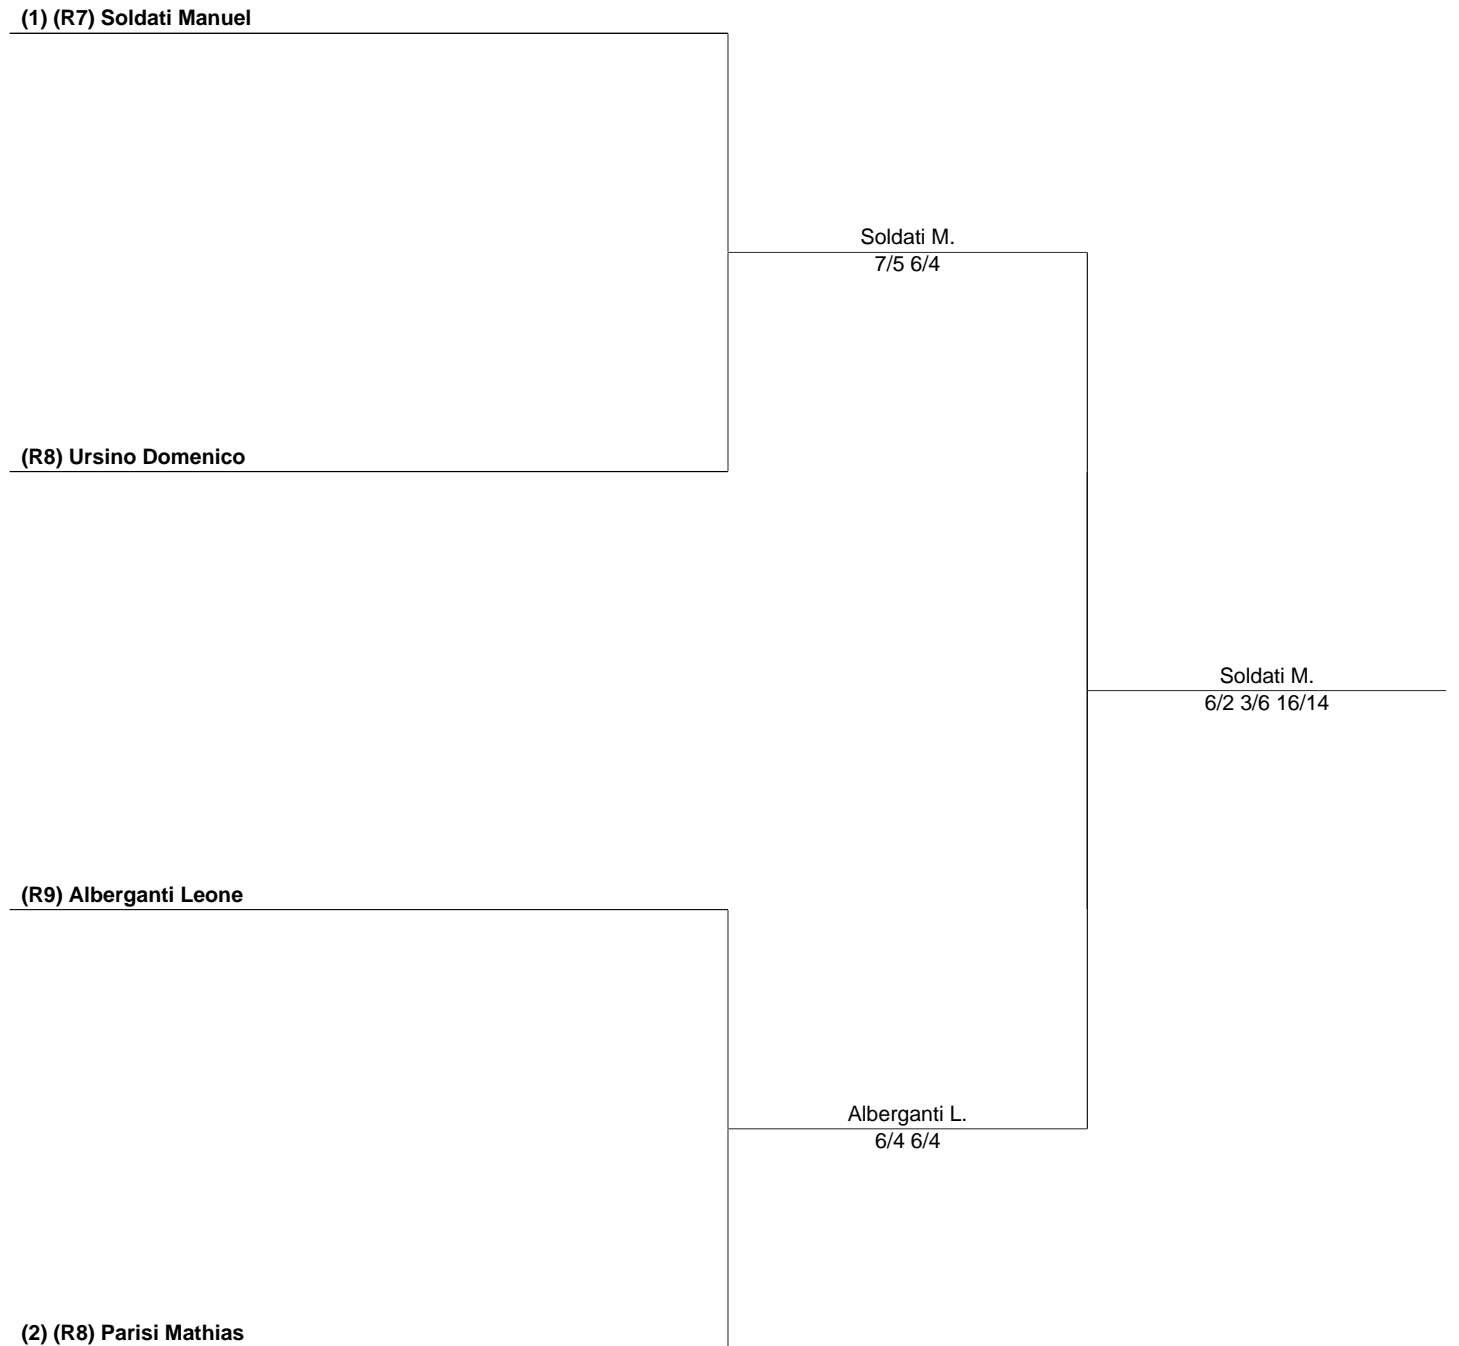 (1) (R7) Soldati Manuel
Soldati M.
7/5 6/4
(R8) Ursino Domenico
Soldati M.
6/2 3/6 16/14
(R9) Alberganti Leone
Alberganti L.
6/4 6/4
(2) (R8) Parisi Mathias